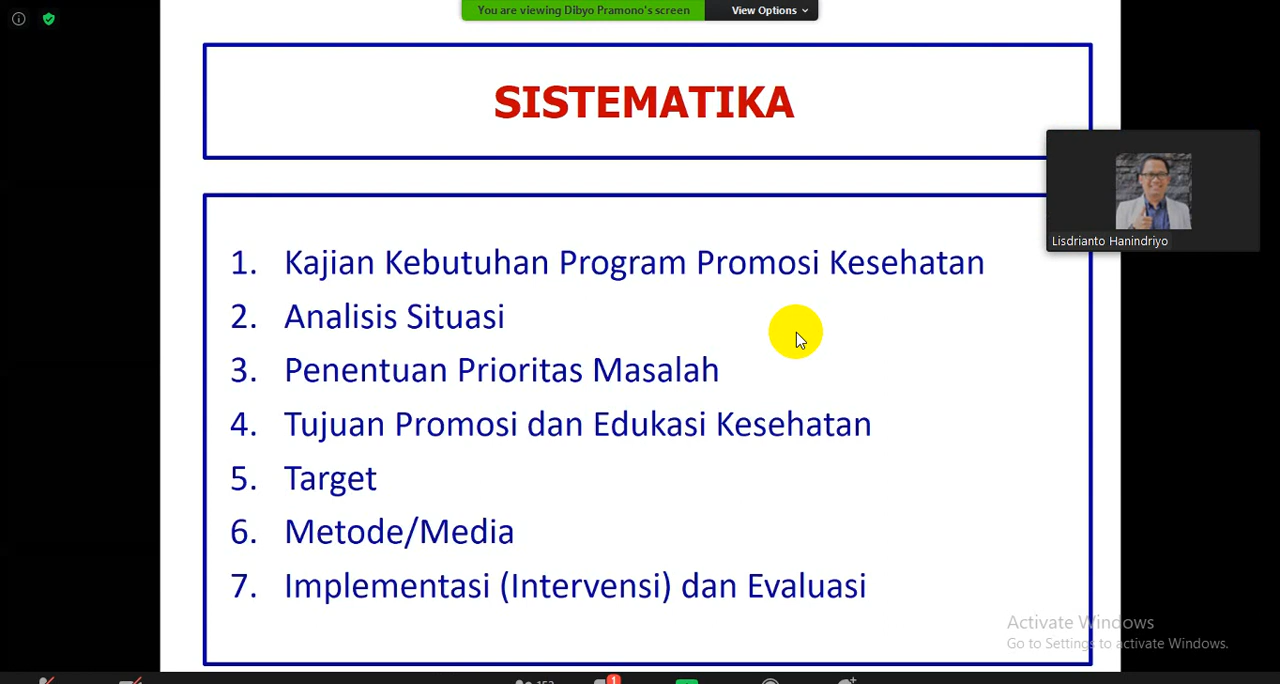 You are viewing Dibyo Pramono's screen View Options
SISTEMATIKA
Lisdrianto Hanindriyo
1. Kajian Kebutuhan Program Promosi Kesehatan
2. Analisis Situasi
3. Penentuan Prioritas Masalah
4. Tujuan Promosi dan Edukasi Kesehatan
5. Target
6. Metode/Media
7. Implementasi (Intervensi) dan Evaluasi
Activate Windows
Go to Settings to activate Windows.
1